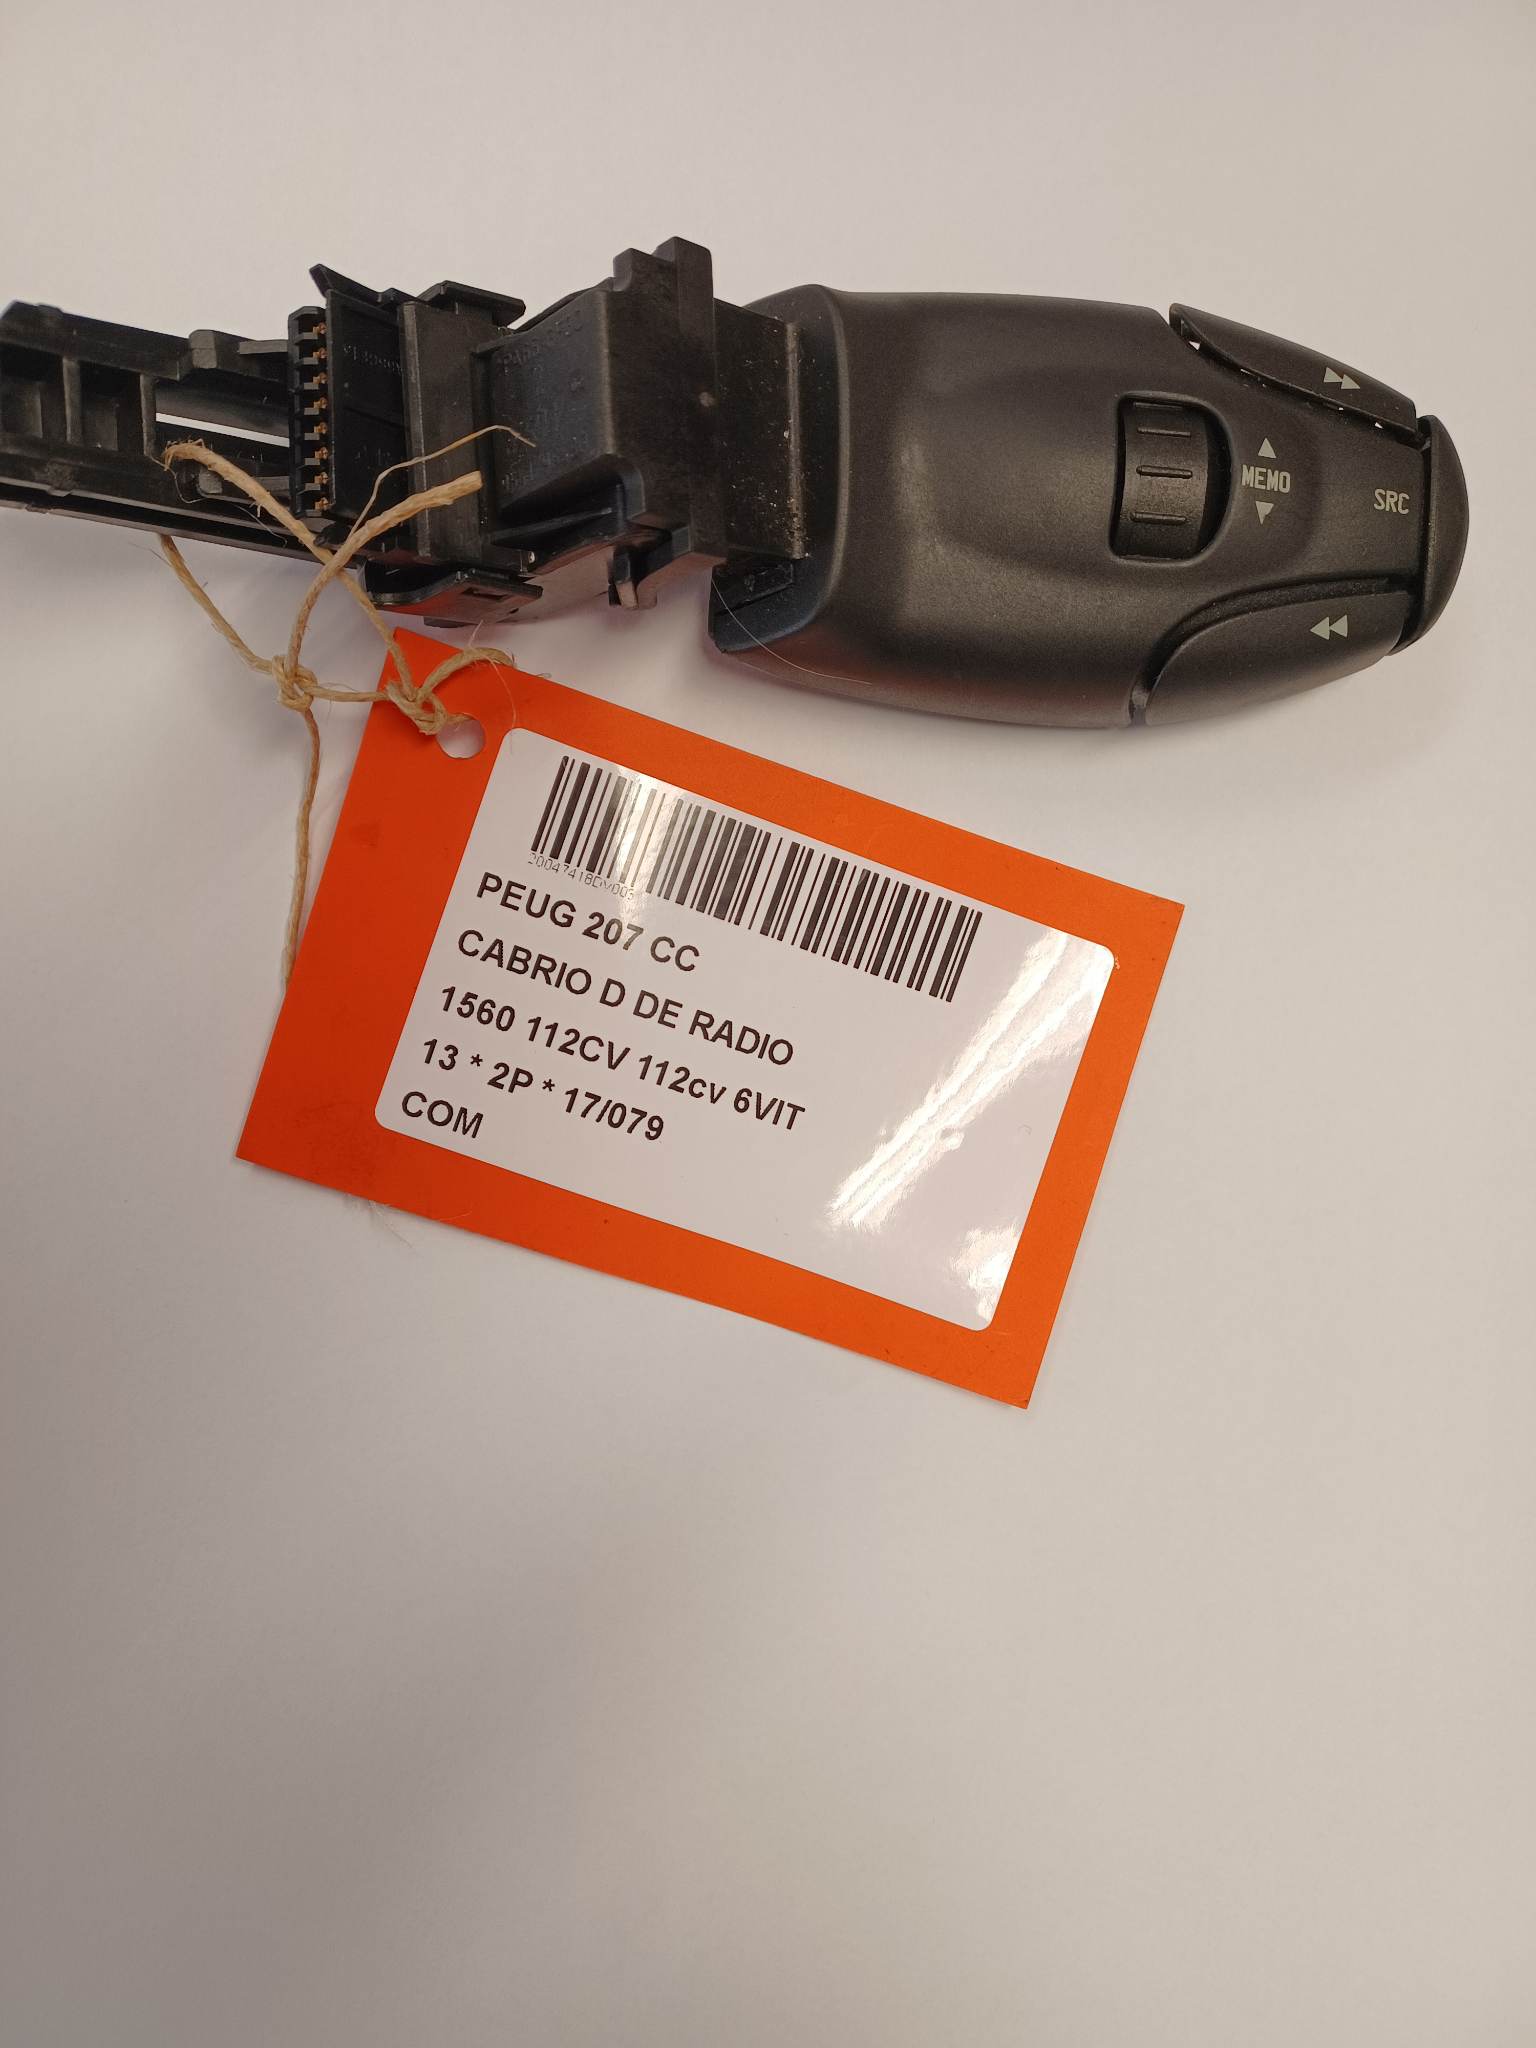 MEMO
SRC
PEUG 207 CC
CABRIO D DE RADIO
1560 112CV 112cv 6VIT
13 * 2P * 17/079
COM